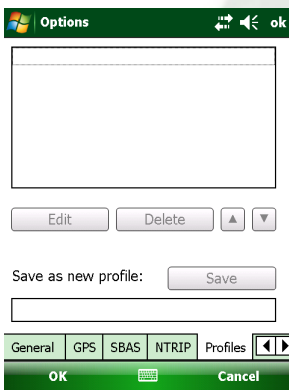 Options ok
Edit Delete
Save as new profile: Save
General GPS SBAS NTRIP Profiles
OK Cancel